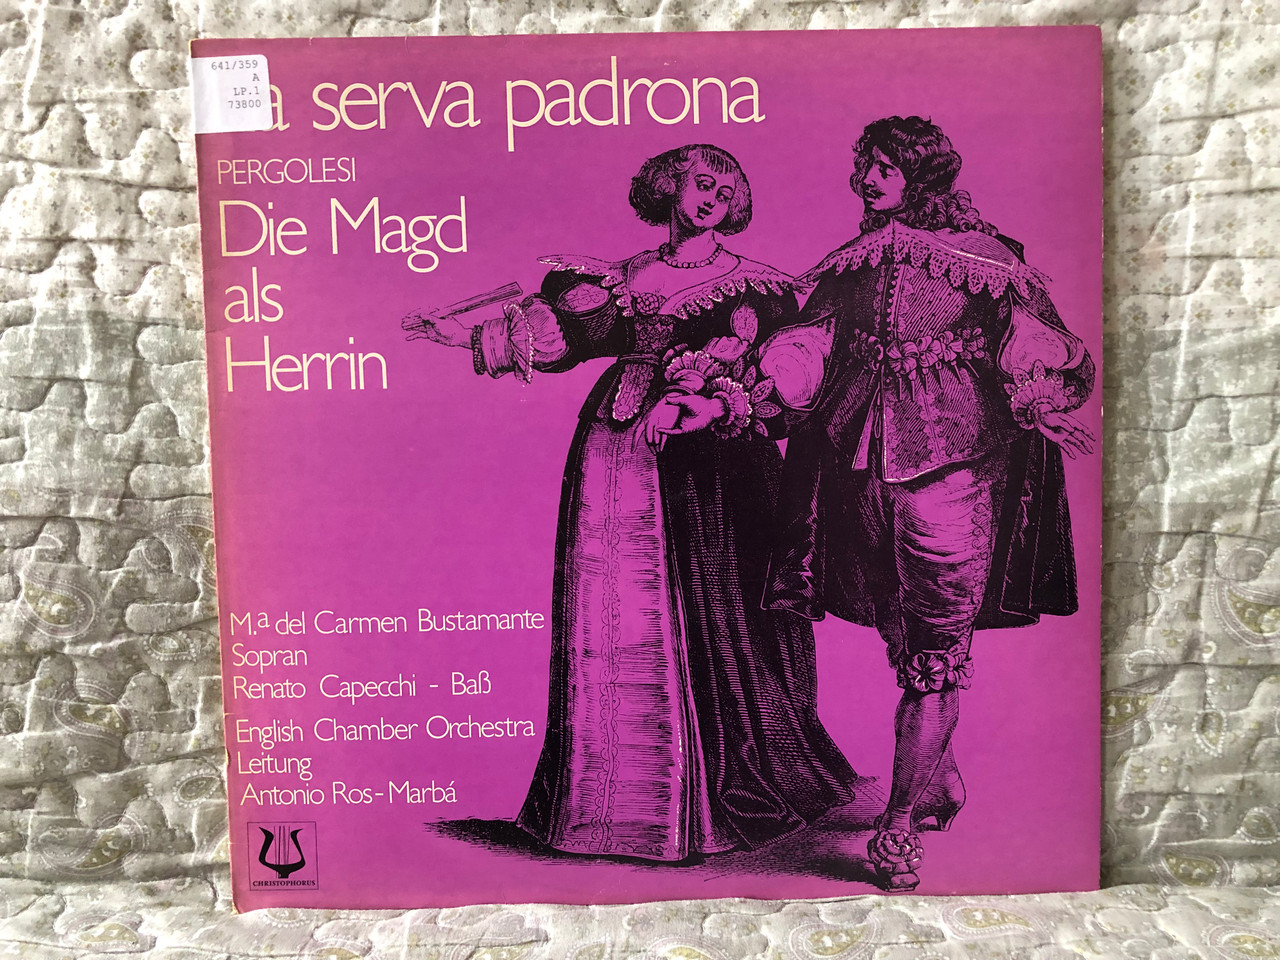 641/359
A
LP.1
73800
a serva padrona
PERGOLESI
Die Magd
als
Herrin
M.ª del Carmen Bustamante
Sopran
Renato Capecchi - Baß
English Chamber Orchestra
Leitung
Antonio Ros-Marbá
CHRISTOPHORUS